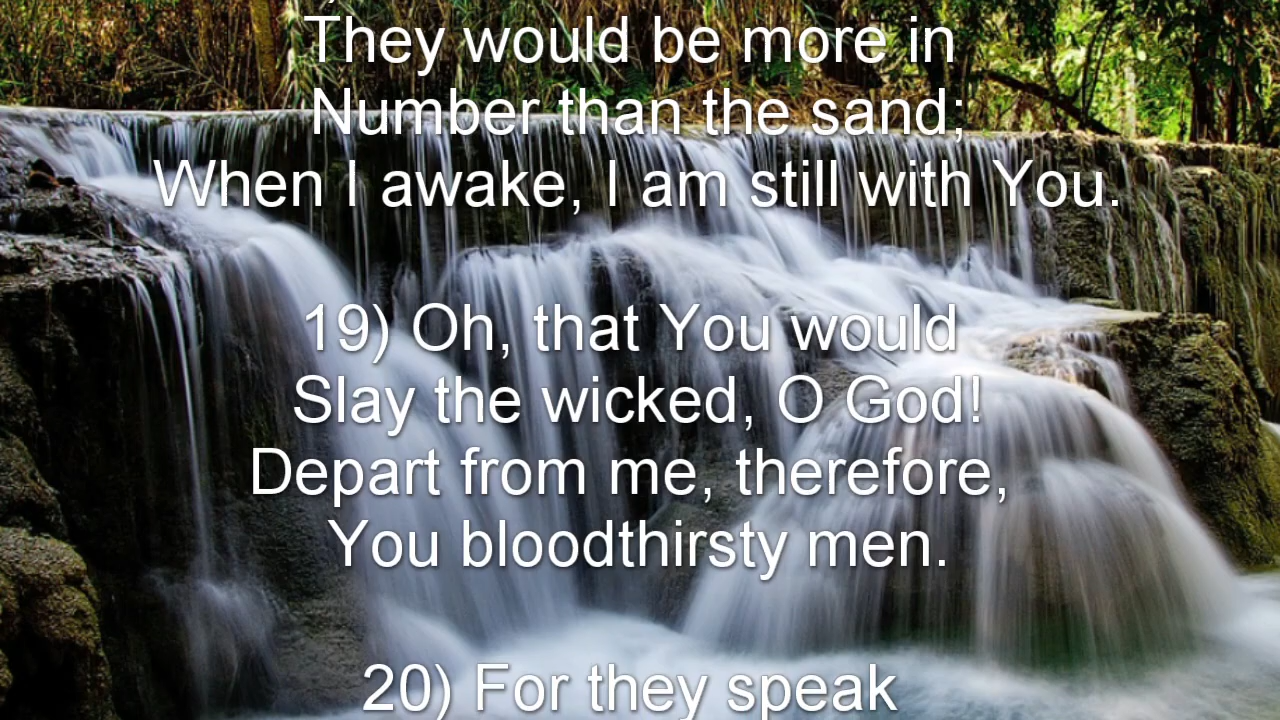 They would be more in
Number than the sand;
When I awake, I am still with You.
19) Oh, that You would
Slay the wicked, O God!
Depart from me, therefore,
You bloodthirsty men.
20) For they speak